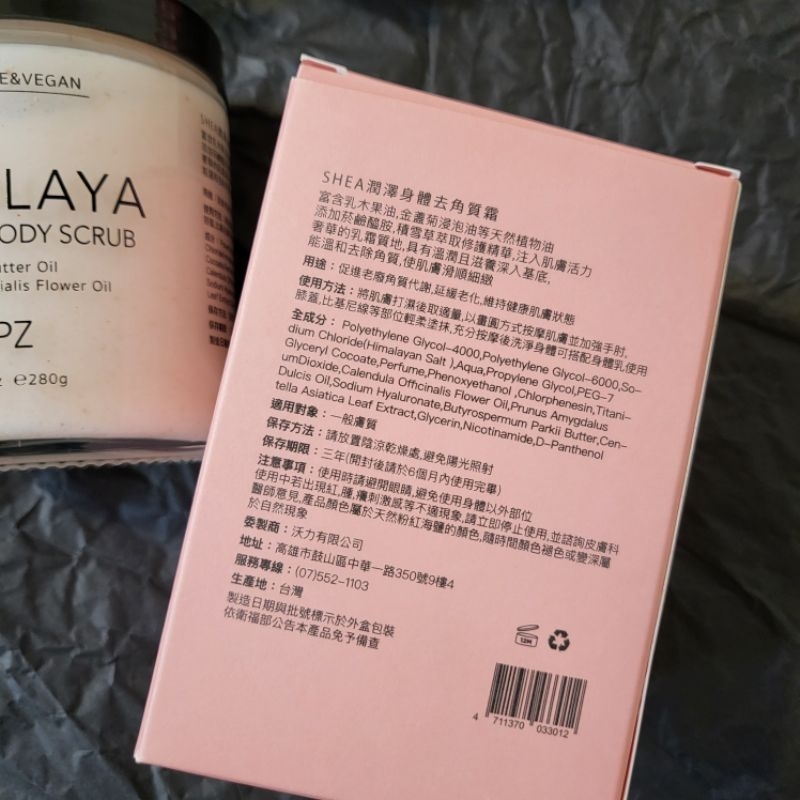 E&VEGAN
LAYA
ODY SCRUB
tter Oil
ialis Flower Oil
PZ
z ℮280g
SHEA潤澤身體去角質霜
富含乳木果油,金盞菊浸泡油等天然植物油
添加菸鹼醯胺,積雪草萃取修護精華,注入肌膚活力
奢華的乳霜質地,具有溫潤且滋養深入基底,
能溫和去除角質,使肌膚滑順細緻
用途：促進老廢角質代謝,延緩老化,維持健康肌膚狀態
使用方法：將肌膚打濕後取適量,以畫圓方式按摩肌膚並加強手肘,
膝蓋,比基尼線等部位輕柔塗抹,充分按摩後洗淨身體可搭配身體乳使用
全成分： Polyethylene Glycol-4000,Polyethylene Glycol-6000,So-
dium Chloride(Himalayan Salt ),Aqua,Propylene Glycol,PEG-7
Glyceryl Cocoate,Perfume,Phenoxyethanol ,Chlorphenesin,Titani-
umDioxide,Calendula Officinalis Flower Oil,Prunus Amygdalus
Dulcis Oil,Sodium Hyaluronate,Butyrospermum Parkii Butter,Cen-
tella Asiatica Leaf Extract,Glycerin,Nicotinamide,D-Panthenol
適用對象：一般膚質
保存方法：請放置陰涼乾燥處,避免陽光照射
保存期限：三年(開封後請於6個月內使用完畢)
注意事項：使用時請避開眼睛,避免使用身體以外部位
使用中若出現紅,腫,癢刺激感等不適現象,請立即停止使用,並諮詢皮膚科
醫師意見,產品顏色屬於天然粉紅海鹽的顏色,隨時間顏色褪色或變深屬
於自然現象
委製商：沃力有限公司
地址：高雄市鼓山區中華一路350號9樓4
服務專線：(07)552-1103
生產地：台灣
製造日期與批號標示於外盒包裝
依衛福部公告本產品免予備查
12M
4 711370 033012